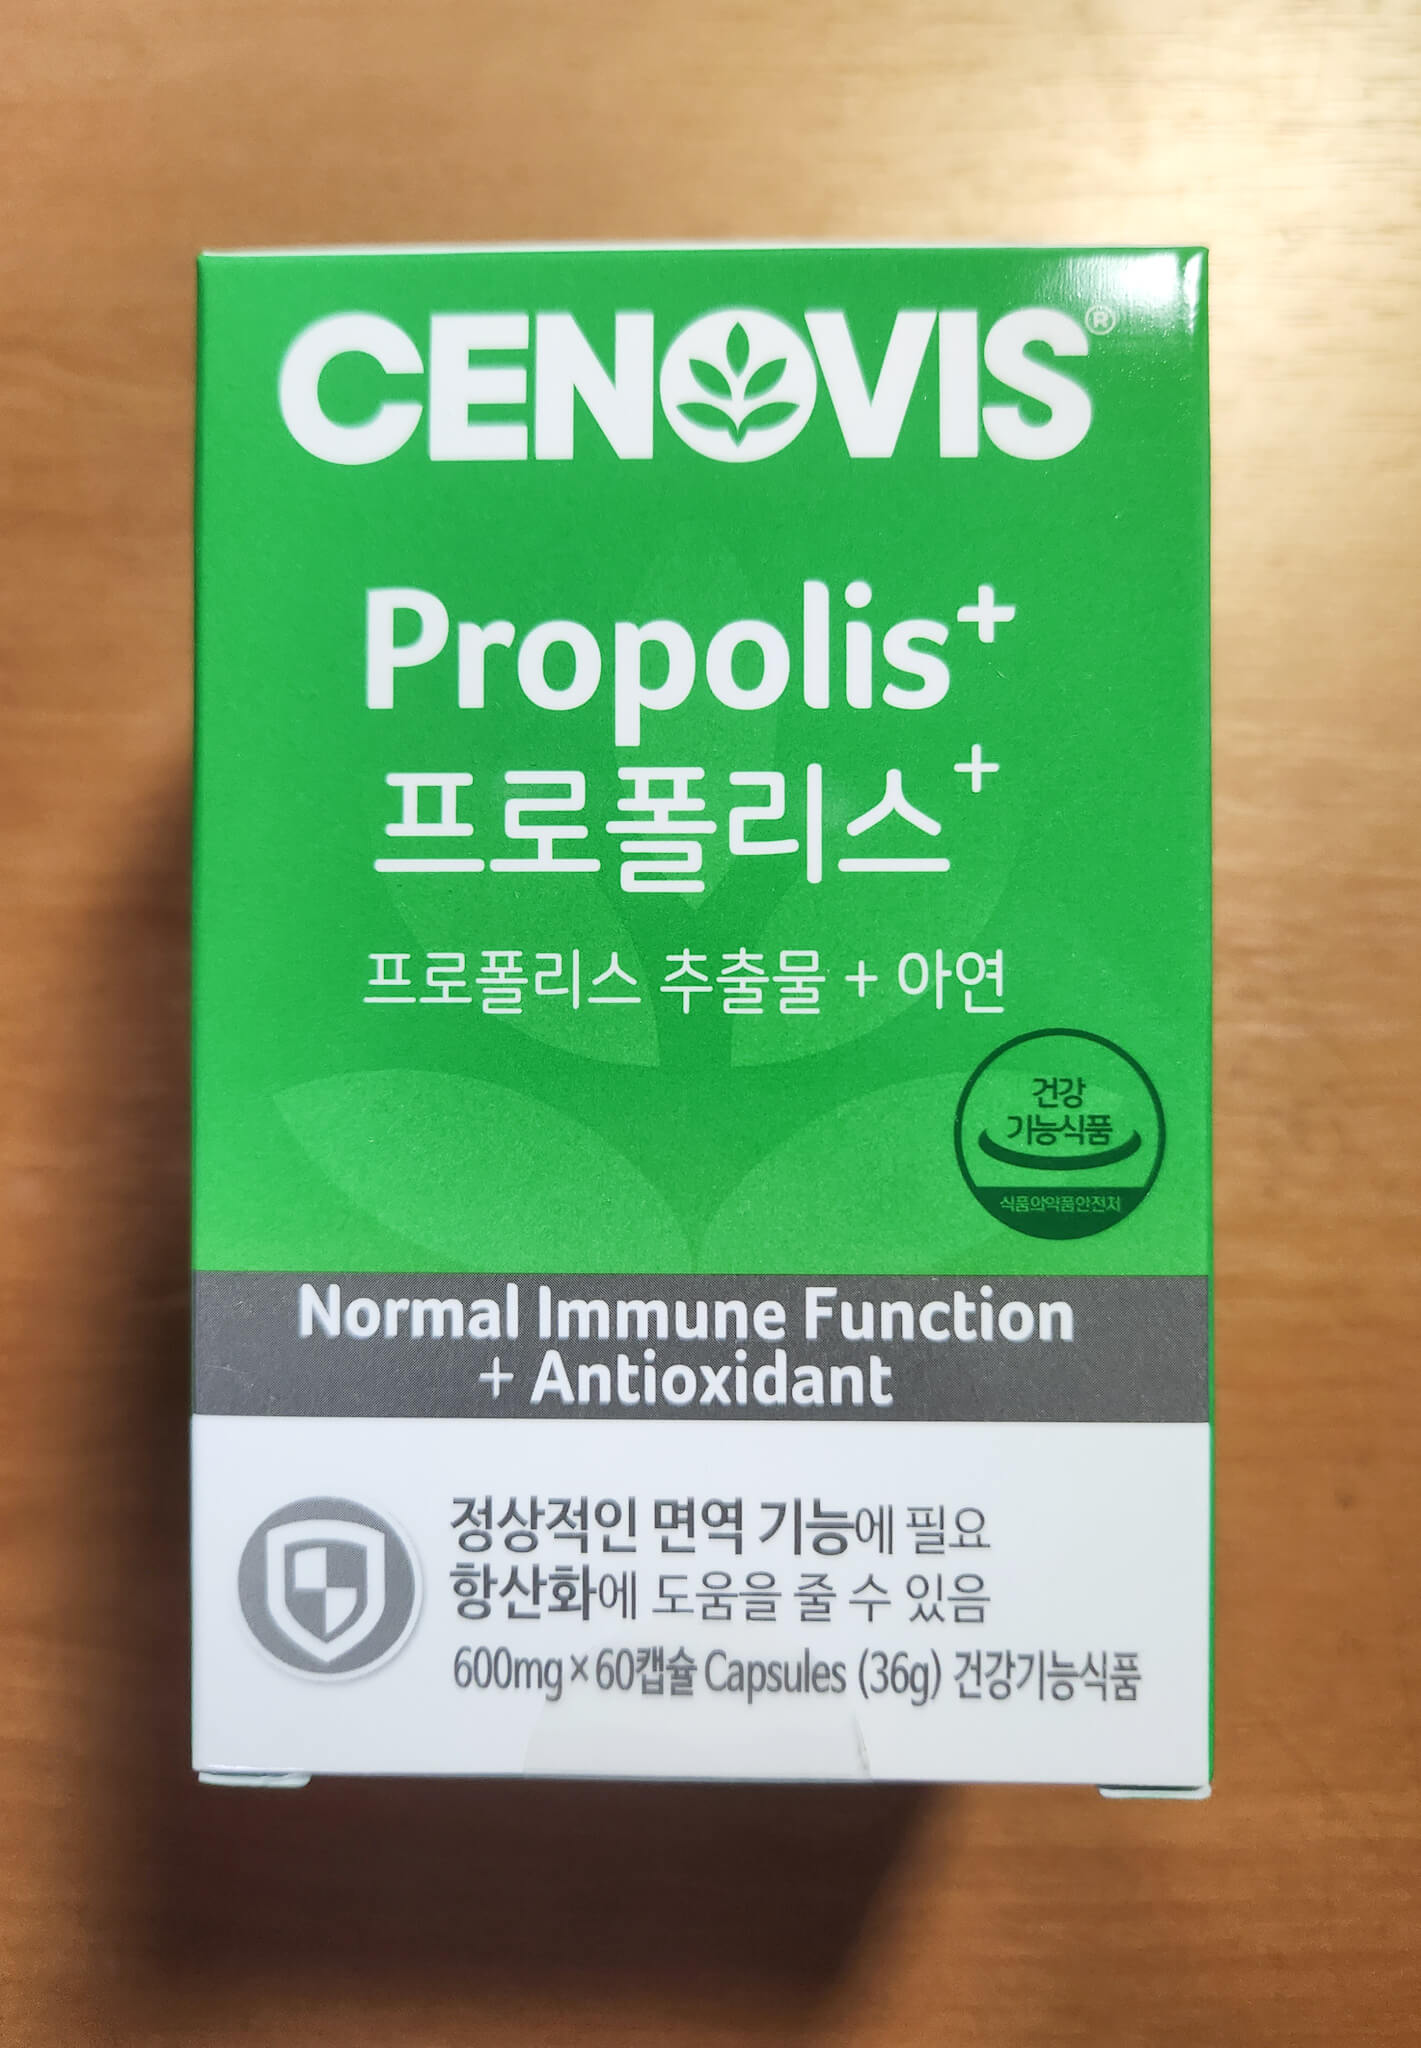 CENOVIS®
Propolis+
프로폴리스+
프로폴리스 추출물 + 아연
건강
기능식품
식품의약품안전처
Normal Immune Function
+ Antioxidant
정상적인 면역 기능에 필요
항산화에 도움을 줄 수 있음
600mg×60캡슐 Capsules (36g) 건강기능식품